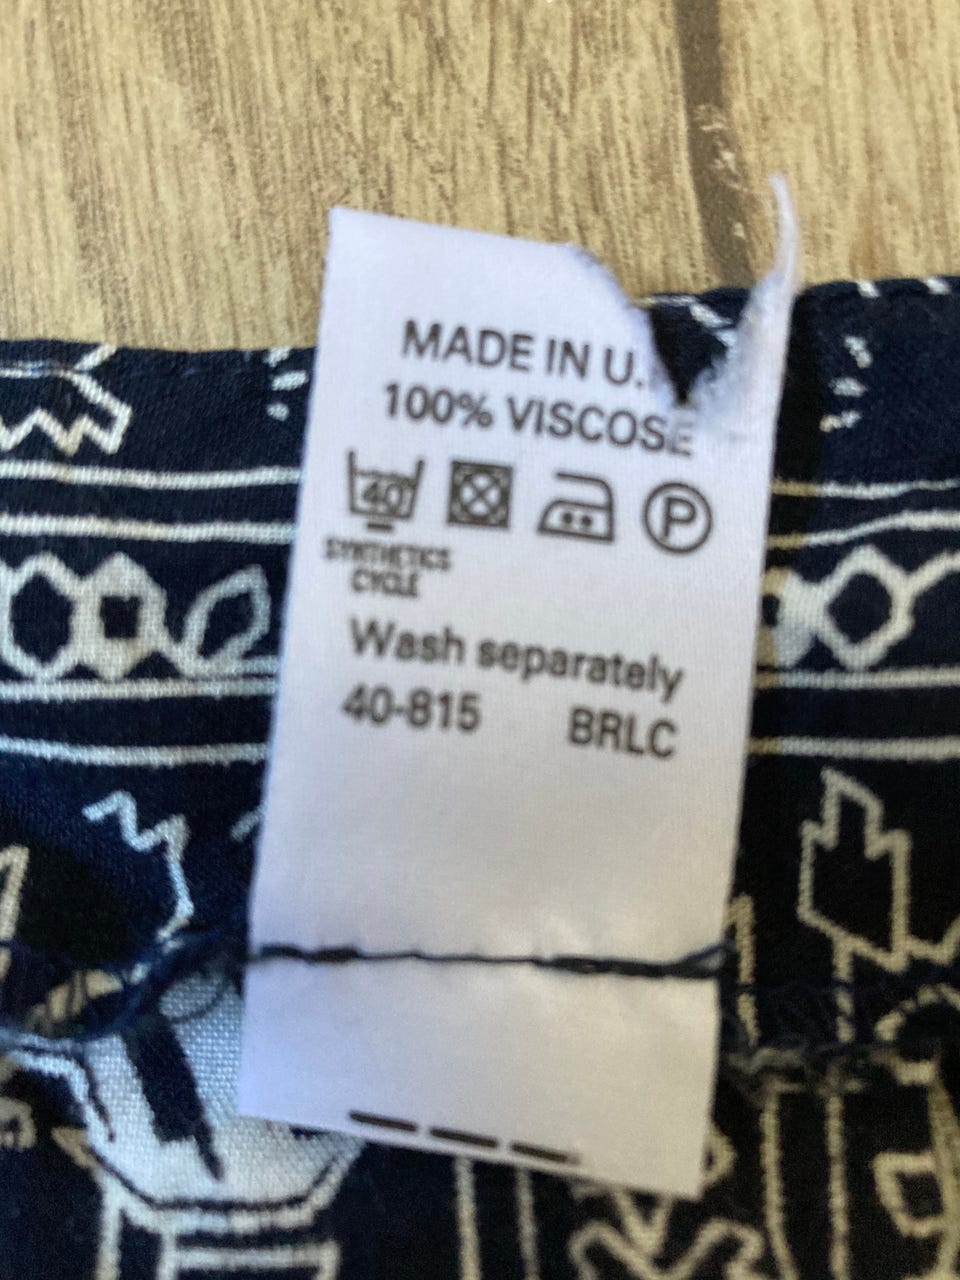 MADE IN U.
100% VISCOSE
40 P
SYNTHETICS
CYCLE
Wash separately
40-815 BRLC